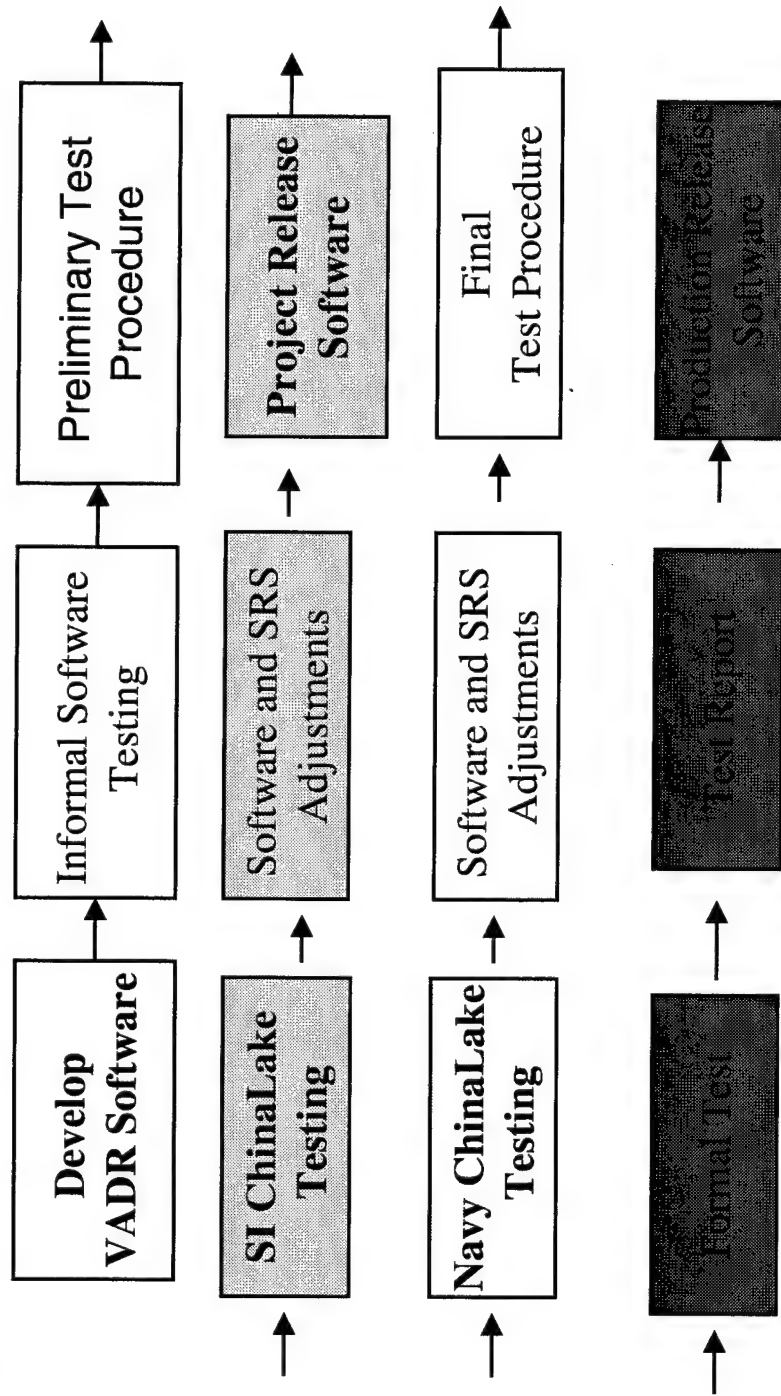 Develop
VADR Software
Informal Software
Testing
Preliminary Test
Procedure
SI ChinaLake
Testing
Software and SRS
Adjustments
Project Release
Software
Navy ChinaLake
Testing
Software and SRS
Adjustments
Final
Test Procedure
Formal Test
Test Report
Production Release
Software